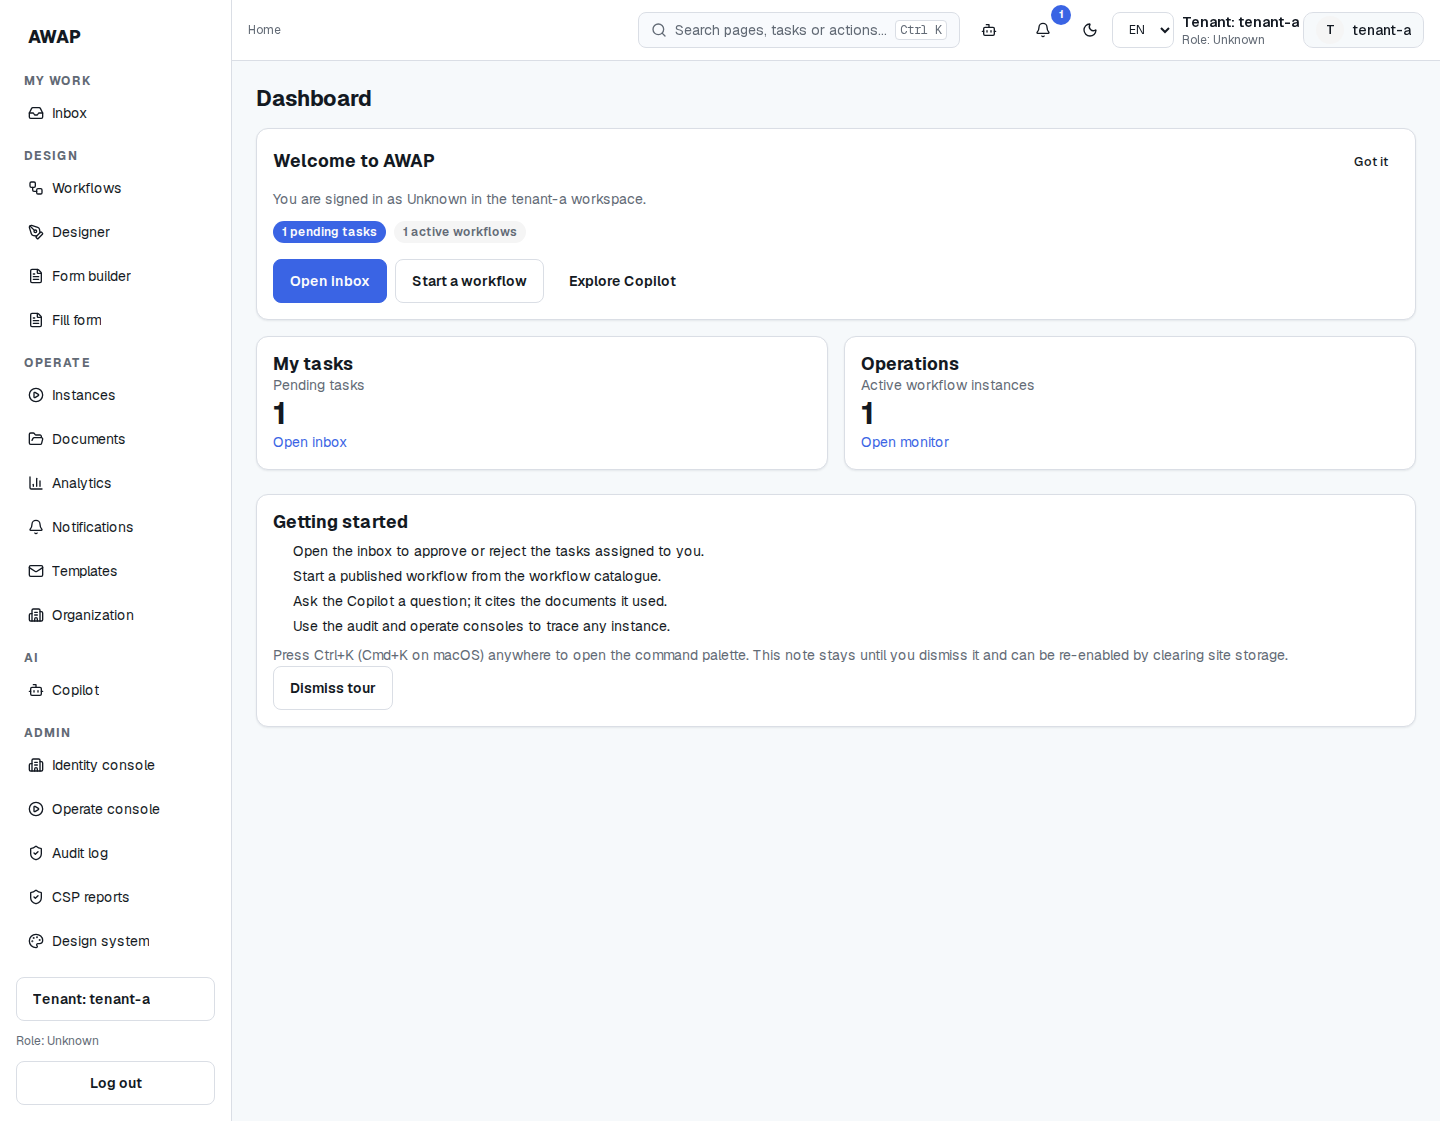 AWAP
MY WORK
Inbox
DESIGN
Workflows
Designer
Form builder
Fill form
OPERATE
Instances
Documents
Analytics
Notifications
Templates
Organization
AI
Copilot
ADMIN
Identity console
Operate console
Audit log
CSP reports
Design system
Tenant: tenant-a
Role: Unknown
Log out
Home
Search pages, tasks or actions... Ctrl K
1
EN
Tenant: tenant-a
Role: Unknown
T tenant-a
Dashboard
Welcome to AWAP
Got it
You are signed in as Unknown in the tenant-a workspace.
1 pending tasks 1 active workflows
Open Inbox Start a workflow Explore Copilot
My tasks
Pending tasks
1
Open inbox
Operations
Active workflow instances
1
Open monitor
Getting started
Open the inbox to approve or reject the tasks assigned to you.
Start a published workflow from the workflow catalogue.
Ask the Copilot a question; it cites the documents it used.
Use the audit and operate consoles to trace any instance.
Press Ctrl+K (Cmd+K on macOS) anywhere to open the command palette. This note stays until you dismiss it and can be re-enabled by clearing site storage.
Dismiss tour